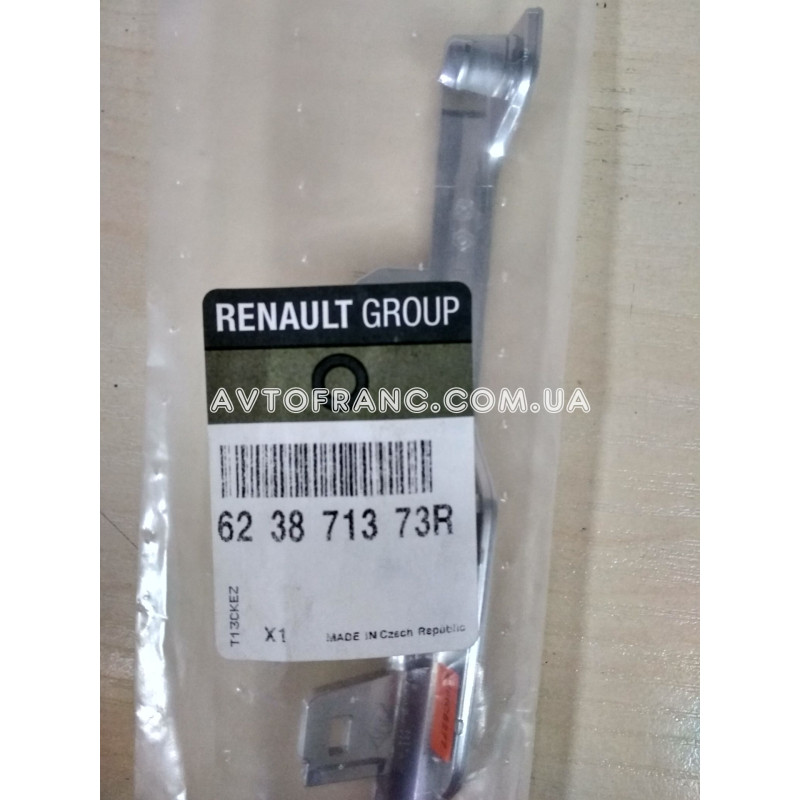 RENAULT GROUP
AVTOFRANC.COM.UA
62 38 713 73R
T13CKEZ
X1
MADE IN Czech Republic